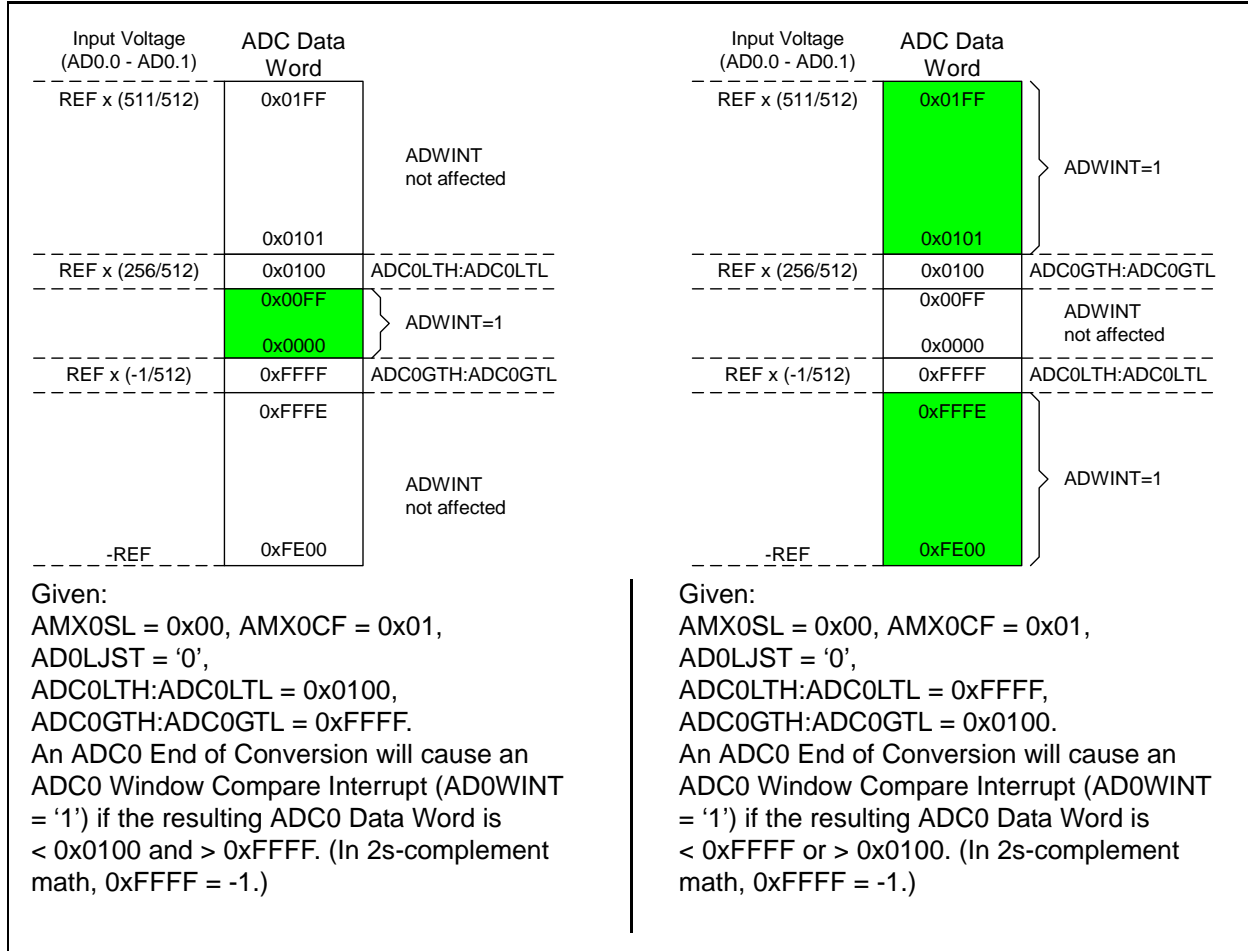 Input Voltage
(AD0.0 - AD0.1)
ADC Data
Word
REF x (511/512)
0x01FF
ADWINT
not affected
0x0101
REF x (256/512)
0x0100
ADC0LTH:ADC0LTL
0x00FF
ADWINT=1
0x0000
REF x (-1/512)
0xFFFF
ADC0GTH:ADC0GTL
0xFFFE
ADWINT
not affected
-REF
0xFE00
Given:
AMX0SL = 0x00, AMX0CF = 0x01,
AD0LJST = ‘0’,
ADC0LTH:ADC0LTL = 0x0100,
ADC0GTH:ADC0GTL = 0xFFFF.
An ADC0 End of Conversion will cause an
ADC0 Window Compare Interrupt (AD0WINT
= ‘1’) if the resulting ADC0 Data Word is
< 0x0100 and > 0xFFFF. (In 2s-complement
math, 0xFFFF = -1.)
Input Voltage
(AD0.0 - AD0.1)
ADC Data
Word
REF x (511/512)
0x01FF
ADWINT=1
0x0101
REF x (256/512)
0x0100
ADC0GTH:ADC0GTL
0x00FF
ADWINT
not affected
0x0000
REF x (-1/512)
0xFFFF
ADC0LTH:ADC0LTL
0xFFFE
ADWINT=1
-REF
0xFE00
Given:
AMX0SL = 0x00, AMX0CF = 0x01,
AD0LJST = ‘0’,
ADC0LTH:ADC0LTL = 0xFFFF,
ADC0GTH:ADC0GTL = 0x0100.
An ADC0 End of Conversion will cause an
ADC0 Window Compare Interrupt (AD0WINT
= ‘1’) if the resulting ADC0 Data Word is
< 0xFFFF or > 0x0100. (In 2s-complement
math, 0xFFFF = -1.)